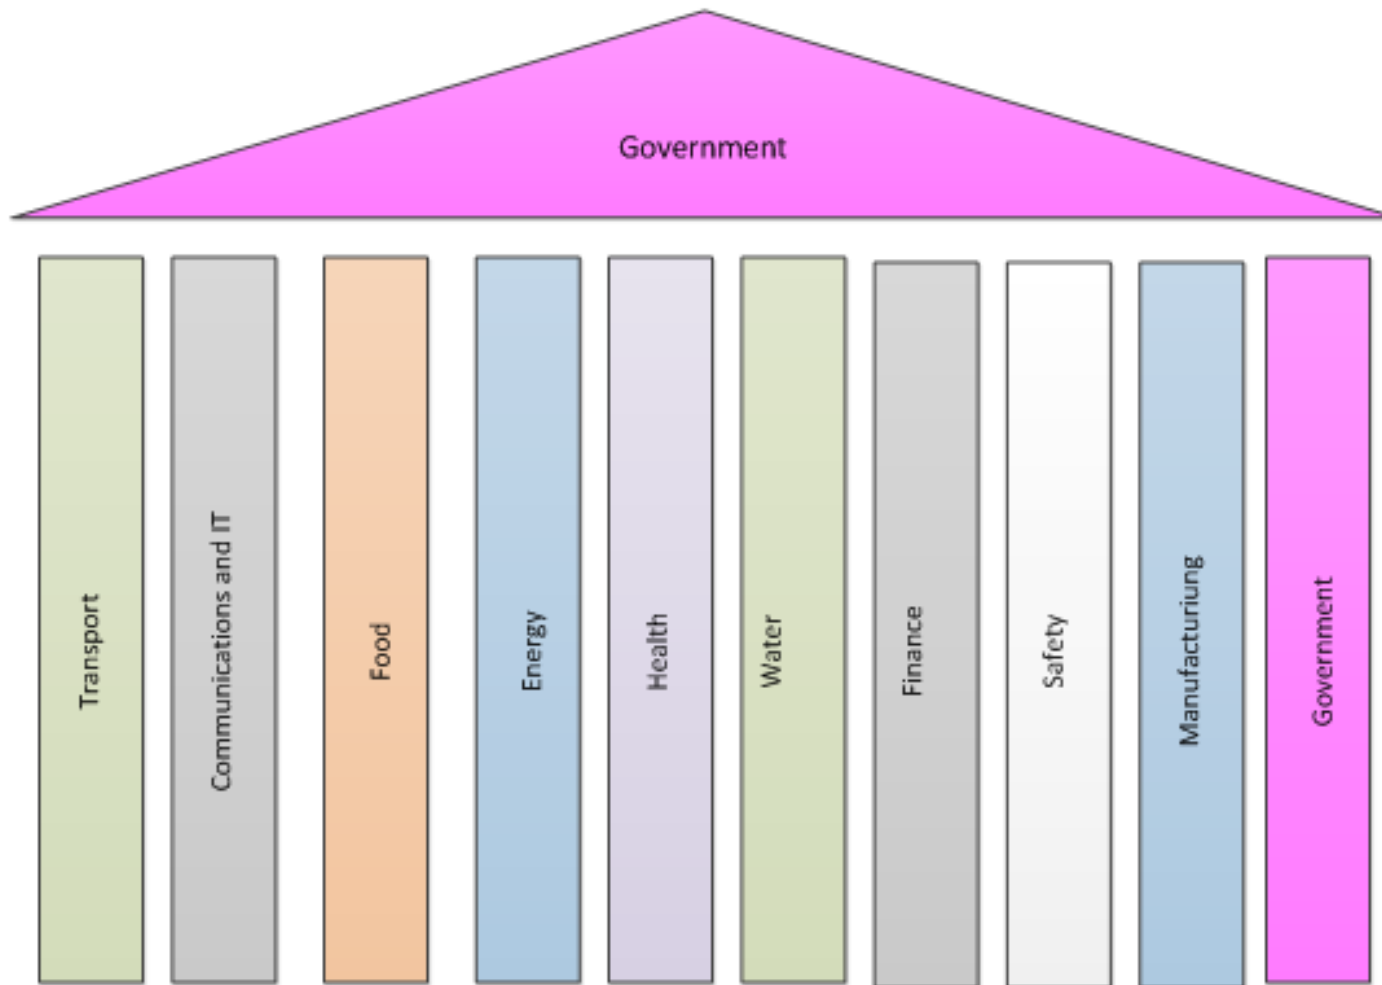 Government
Transport
Communications and IT
Food
Energy
Health
Water
Finance
Safety
Manufacturiung
Government